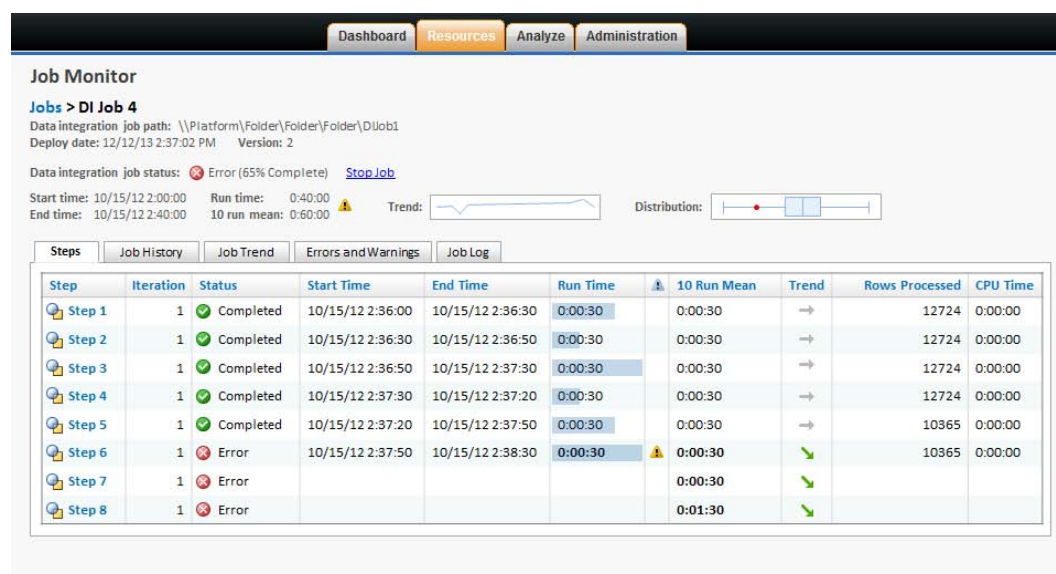 Dashboard Resources Analyze Administration
Job Monitor
Jobs > DI Job 4
Data integration job path: \\Platform\Folder\Folder\Folder\DIJob1
Deploy date: 12/12/13 2:37:02 PM Version: 2
Data integration job status: Error (65% Complete) Stop Job
Start time: 10/15/12 2:00:00 Run time: 0:40:00 Trend: Distribution:
End time: 10/15/12 2:40:00 10 run mean: 0:60:00
Steps Job History Job Trend Errors and Warnings Job Log
Step Iteration Status Start Time End Time Run Time 10 Run Mean Trend Rows Processed CPU Time
Step 1 1 Completed 10/15/12 2:36:00 10/15/12 2:36:30 0:00:30 0:00:30 12724 0:00:00
Step 2 1 Completed 10/15/12 2:36:30 10/15/12 2:36:50 0:00:30 0:00:30 12724 0:00:00
Step 3 1 Completed 10/15/12 2:36:50 10/15/12 2:37:30 0:00:30 0:00:30 12724 0:00:00
Step 4 1 Completed 10/15/12 2:37:30 10/15/12 2:37:20 0:00:30 0:00:30 12724 0:00:00
Step 5 1 Completed 10/15/12 2:37:20 10/15/12 2:37:50 0:00:30 0:00:30 10365 0:00:00
Step 6 1 Error 10/15/12 2:37:50 10/15/12 2:38:30 0:00:30 0:00:30 10365 0:00:00
Step 7 1 Error 0:00:30
Step 8 1 Error 0:01:30